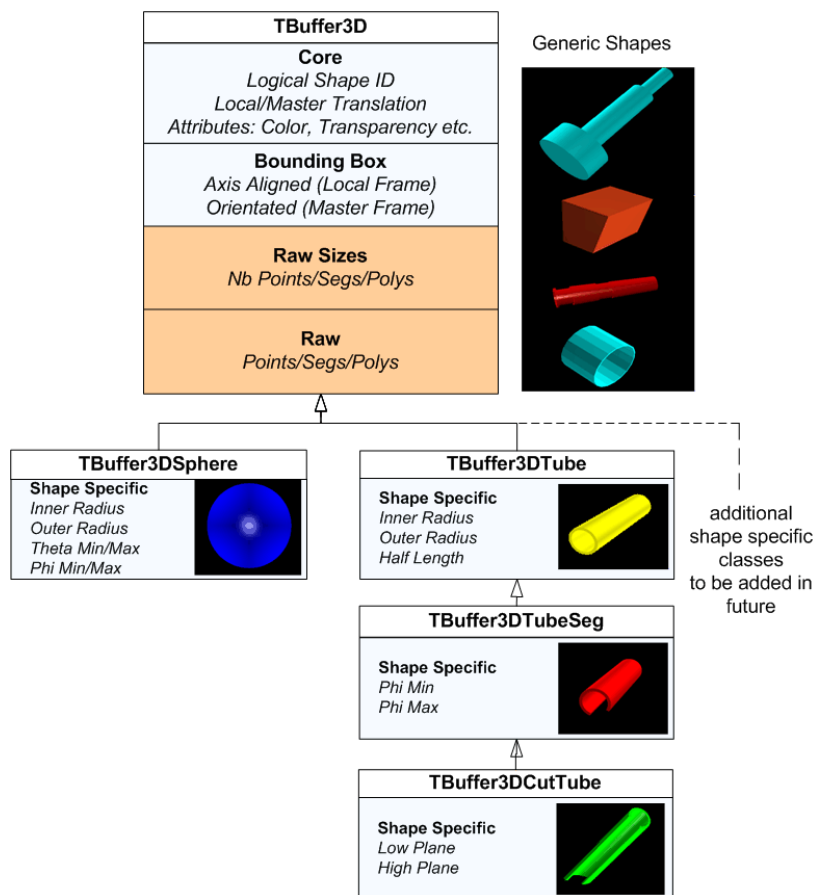 TBuffer3D
Core
Logical Shape ID
Local/Master Translation
Attributes: Color, Transparency etc.
Bounding Box
Axis Aligned (Local Frame)
Orientated (Master Frame)
Raw Sizes
Nb Points/Segs/Polys
Raw
Points/Segs/Polys
Generic Shapes
TBuffer3DSphere
Shape Specific
Inner Radius
Outer Radius
Theta Min/Max
Phi Min/Max
TBuffer3DTube
Shape Specific
Inner Radius
Outer Radius
Half Length
additional
shape specific
classes
to be added in
future
TBuffer3DTubeSeg
Shape Specific
Phi Min
Phi Max
TBuffer3DCutTube
Shape Specific
Low Plane
High Plane